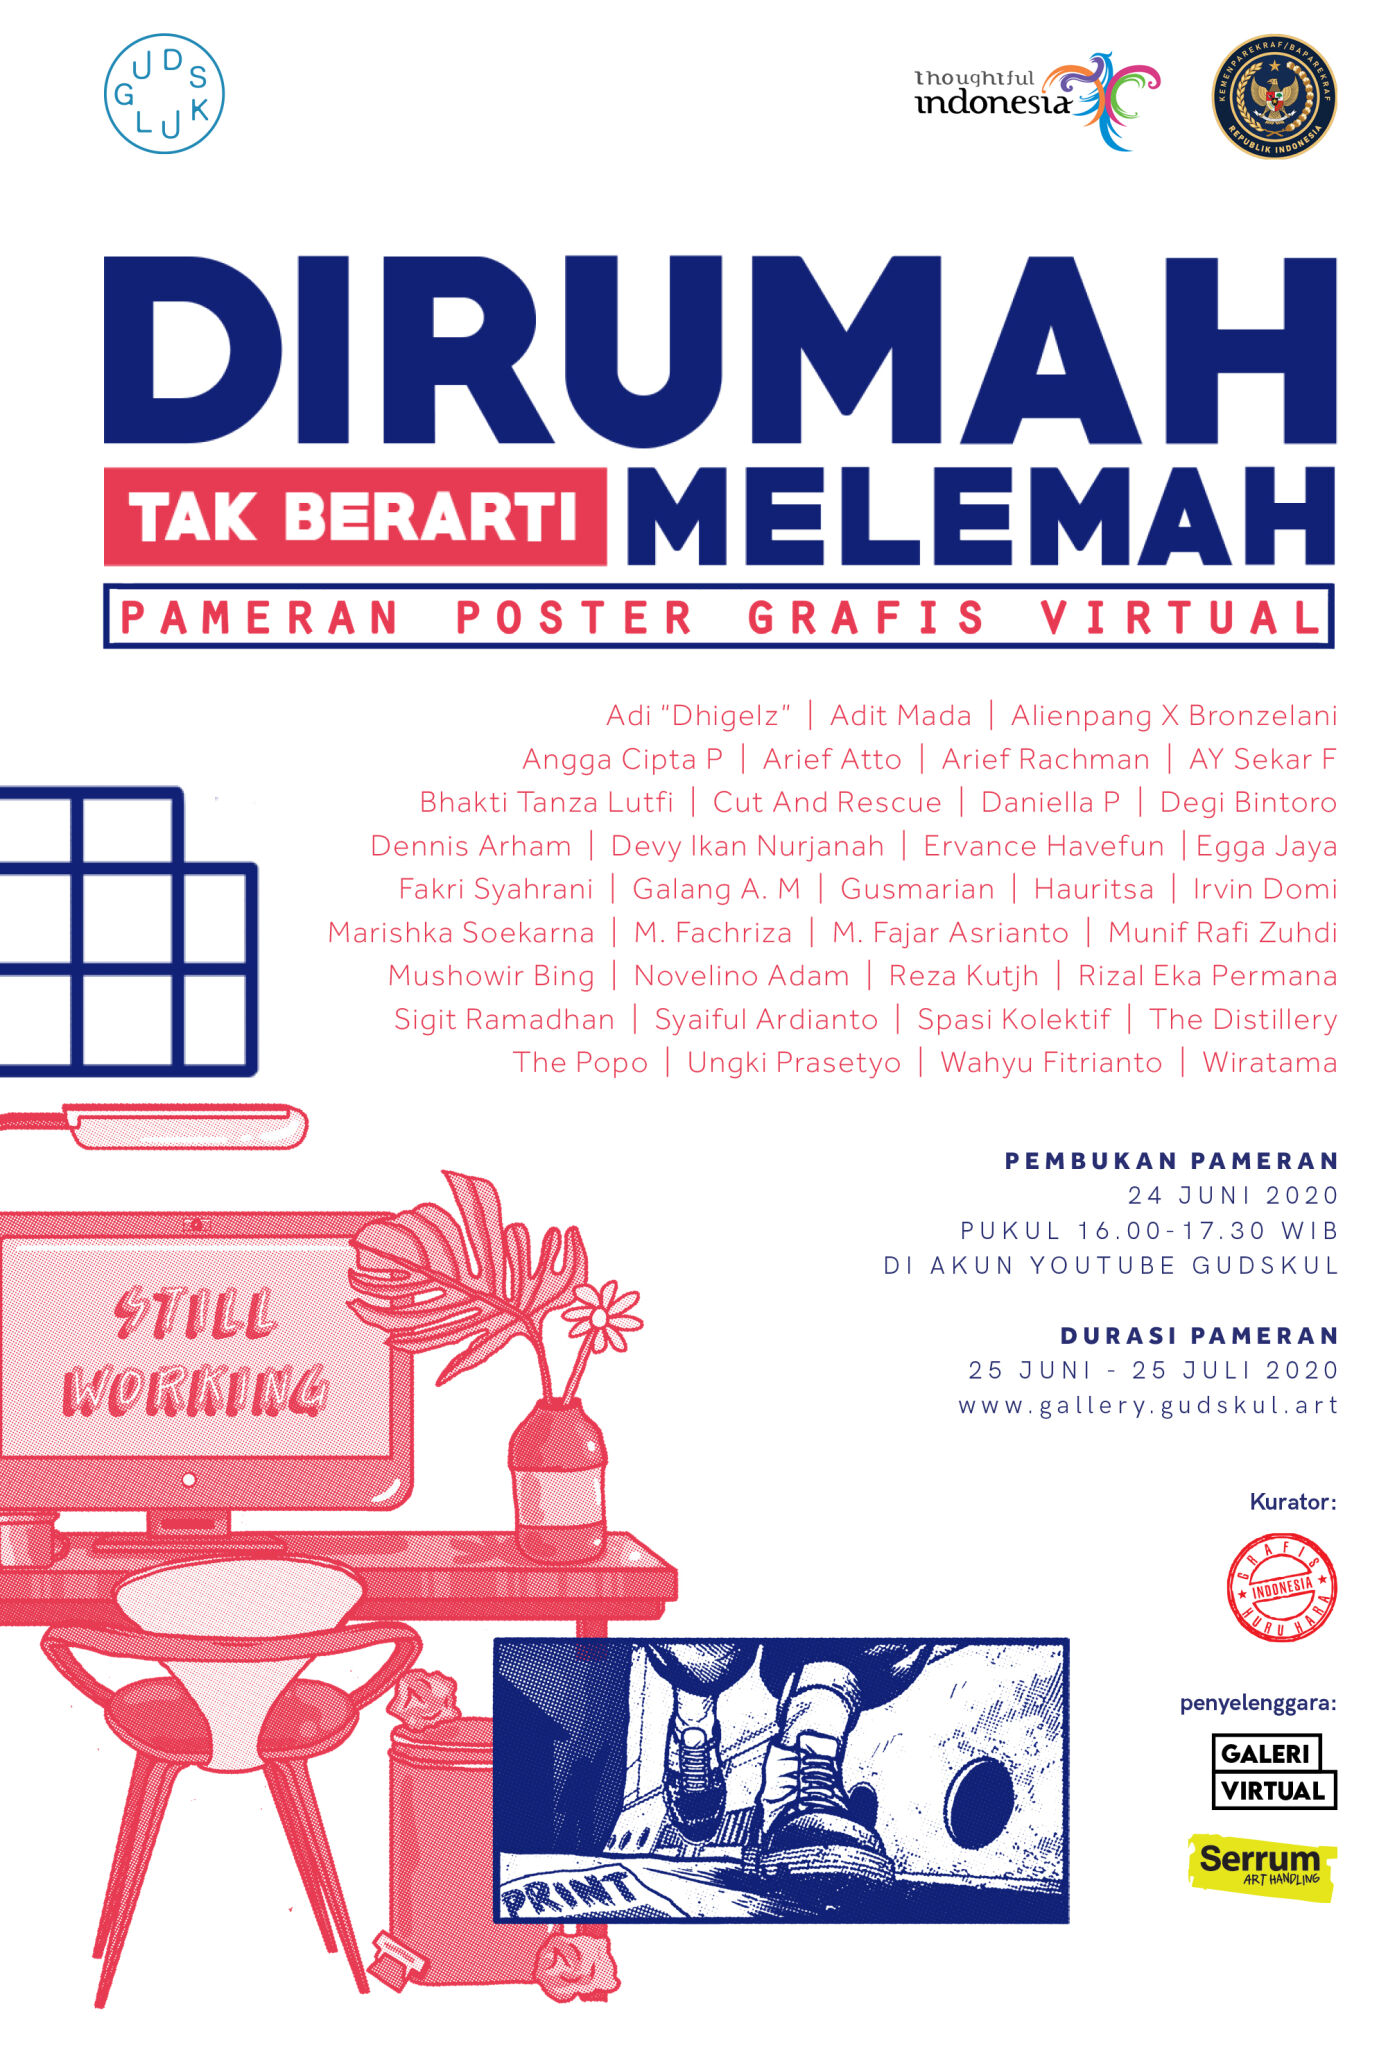 GUDSKUL
thoughtful
indonesia
KEMENPAREKRAF/BAPAREKRAF
REPUBLIK INDONESIA
DIRUMAH
TAK BERARTI MELEMAH
PAMERAN POSTER GRAFIS VIRTUAL
Adi “Dhigelz” | Adit Mada | Alienpang X Bronzelani
Angga Cipta P | Arief Atto | Arief Rachman | AY Sekar F
Bhakti Tanza Lutfi | Cut And Rescue | Daniella P | Degi Bintoro
Dennis Arham | Devy Ikan Nurjanah | Ervance Havefun | Egga Jaya
Fakri Syahrani | Galang A. M | Gusmarian | Hauritsa | Irvin Domi
Marishka Soekarna | M. Fachriza | M. Fajar Asrianto | Munif Rafi Zuhdi
Mushowir Bing | Novelino Adam | Reza Kutjh | Rizal Eka Permana
Sigit Ramadhan | Syaiful Ardianto | Spasi Kolektif | The Distillery
The Popo | Ungki Prasetyo | Wahyu Fitrianto | Wiratama
PEMBUKAN PAMERAN
24 JUNI 2020
PUKUL 16.00-17.30 WIB
DI AKUN YOUTUBE GUDSKUL
DURASI PAMERAN
25 JUNI - 25 JULI 2020
www.gallery.gudskul.art
STILL
WORKING
Kurator:
GRAFIS
INDONESIA
HURU HARA
penyelenggara:
GALERI
VIRTUAL
Serrum
ART HANDLING
PRINT